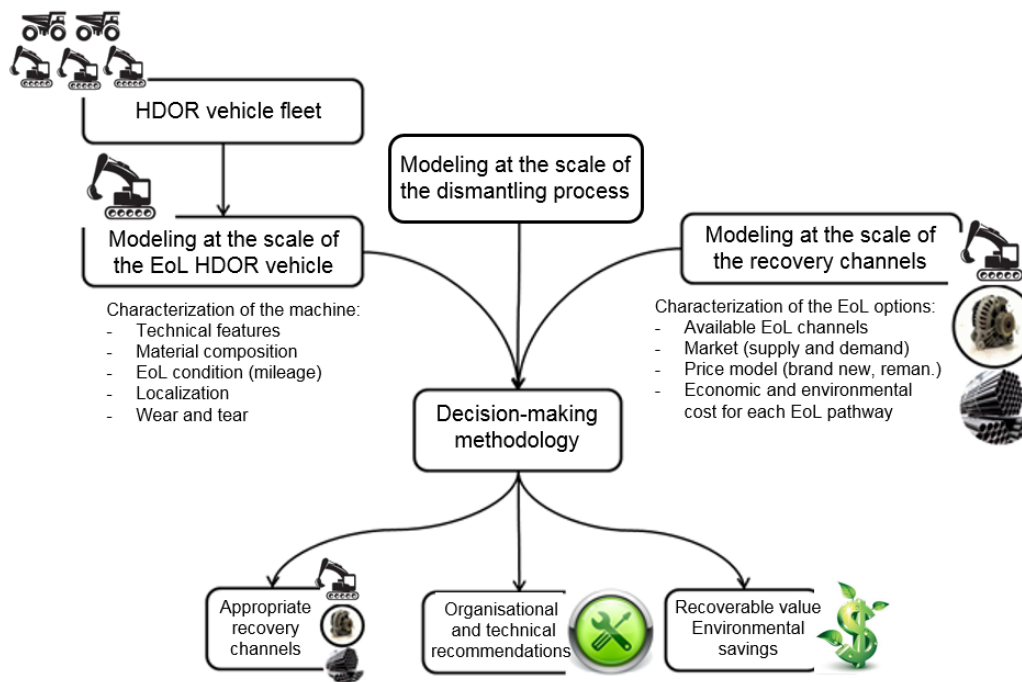 HDOR vehicle fleet
Modeling at the scale of
the dismantling process
Modeling at the scale of
the EoL HDOR vehicle
Modeling at the scale of
the recovery channels
Characterization of the machine:
- Technical features
- Material composition
- EoL condition (mileage)
- Localization
- Wear and tear
Characterization of the EoL options:
- Available EoL channels
- Market (supply and demand)
- Price model (brand new, reman.)
- Economic and environmental
cost for each EoL pathway
Decision-making
methodology
Appropriate
recovery
channels
Organisational
and technical
recommendations
Recoverable value
Environmental
savings